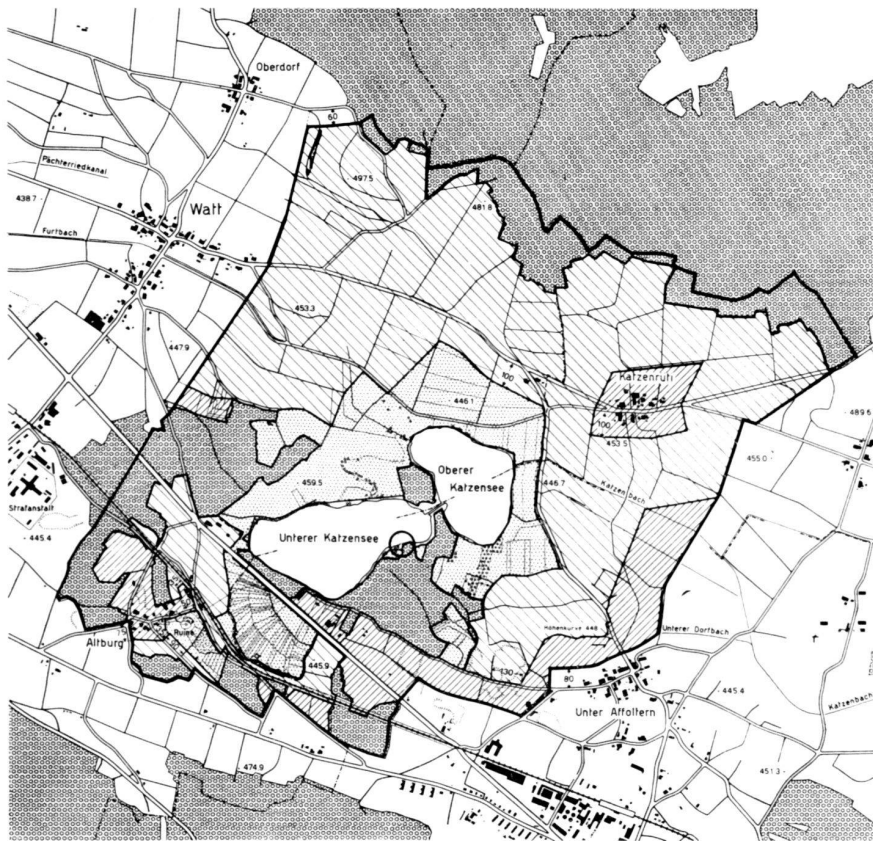 Oberdorf
60
Pächterriedkanal
497.5
438.7
Watt
481.8
Furtbach
453.3
447.9
446.1
100
Katzenrüti
100
453.5
489.6
455.0
Oberer
Katzensee
459.5
446.7
Katzenbach
Strafanstalt
Unterer Katzensee
445.4
Höhenkurve 448
Unterer Dorfbach
75
Ruine
Altburg
445.9
130
80
445.4
Katzenbach
Unter Affoltern
474.9
451.3